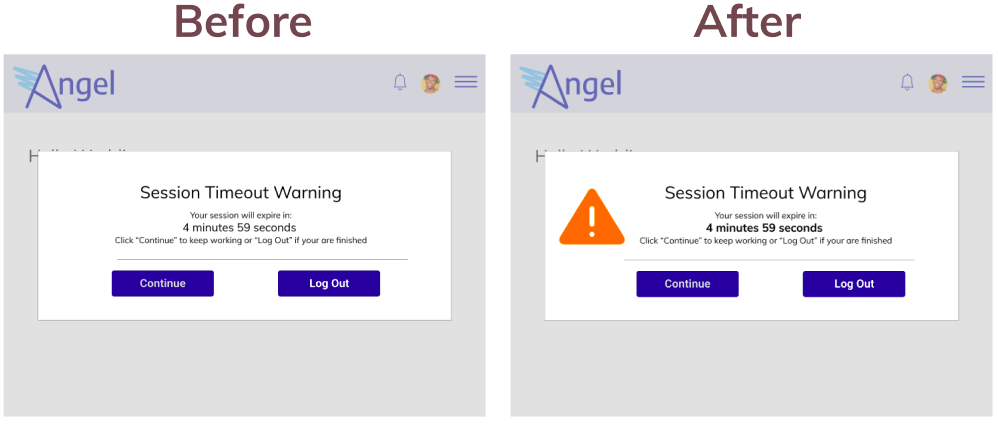 Before
Angel
Session Timeout Warning
Your session will expire in:
4 minutes 59 seconds
Click “Continue” to keep working or “Log Out” if your are finished
Continue
Log Out
After
Angel
Session Timeout Warning
Your session will expire in:
4 minutes 59 seconds
Click “Continue” to keep working or “Log Out” if your are finished
Continue
Log Out